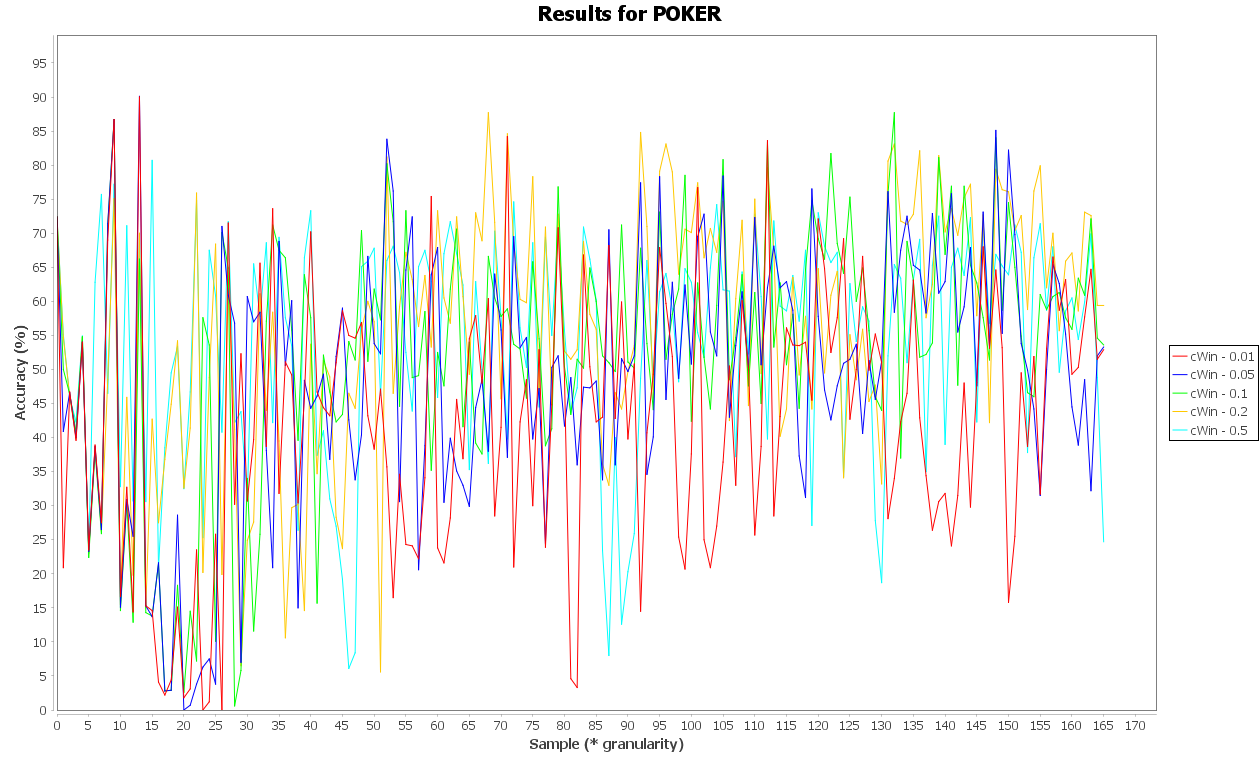 Results for POKER
Accuracy (%)
95
90
85
80
75
70
65
60
55
50
45
40
35
30
25
20
15
10
5
0
0 5 10 15 20 25 30 35 40 45 50 55 60 65 70 75 80 85 90 95 100 105 110 115 120 125 130 135 140 145 150 155 160 165 170
Sample (* granularity)
cWin - 0.01
cWin - 0.05
cWin - 0.1
cWin - 0.2
cWin - 0.5